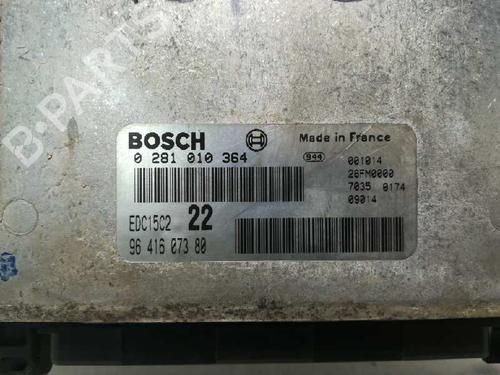 B-PARTS
BOSCH
Made in France
0 281 010 364
944
001014
28FM0000
7035 0174
09014
EDC15C2 22
96 416 073 80